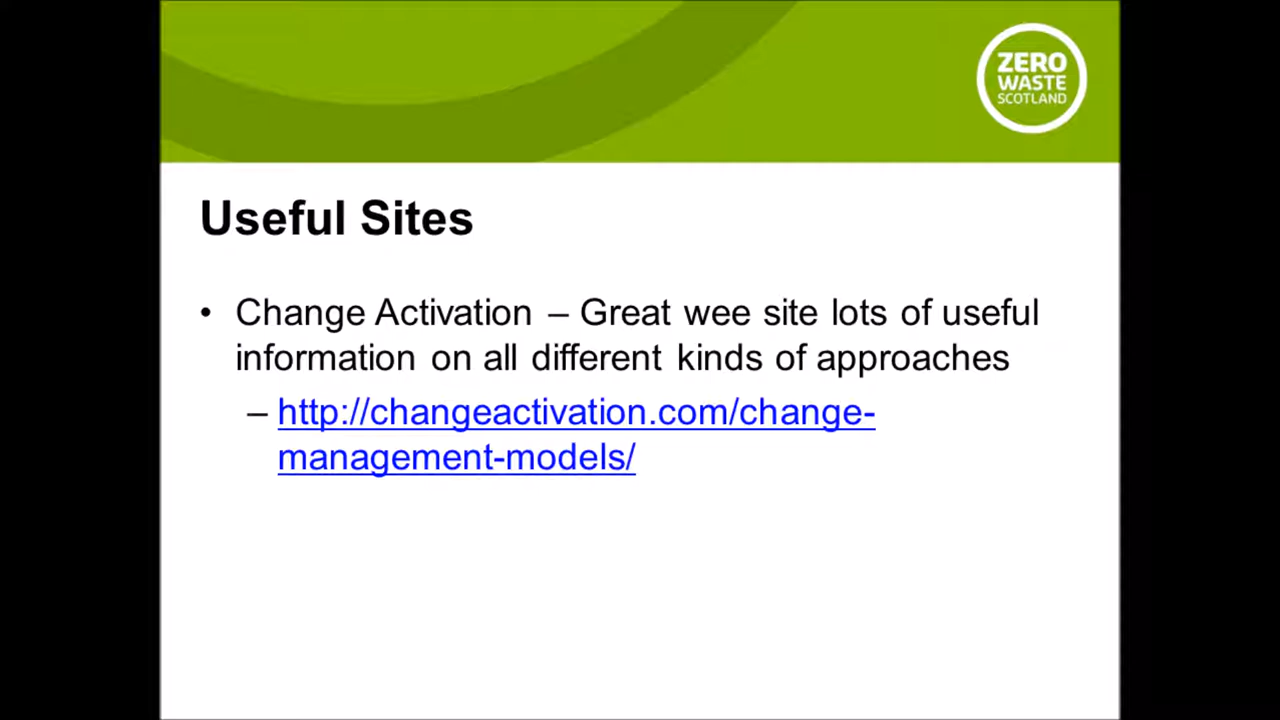 ZERO
WASTE
SCOTLAND
Useful Sites
• Change Activation – Great wee site lots of useful
information on all different kinds of approaches
– http://changeactivation.com/change-
management-models/